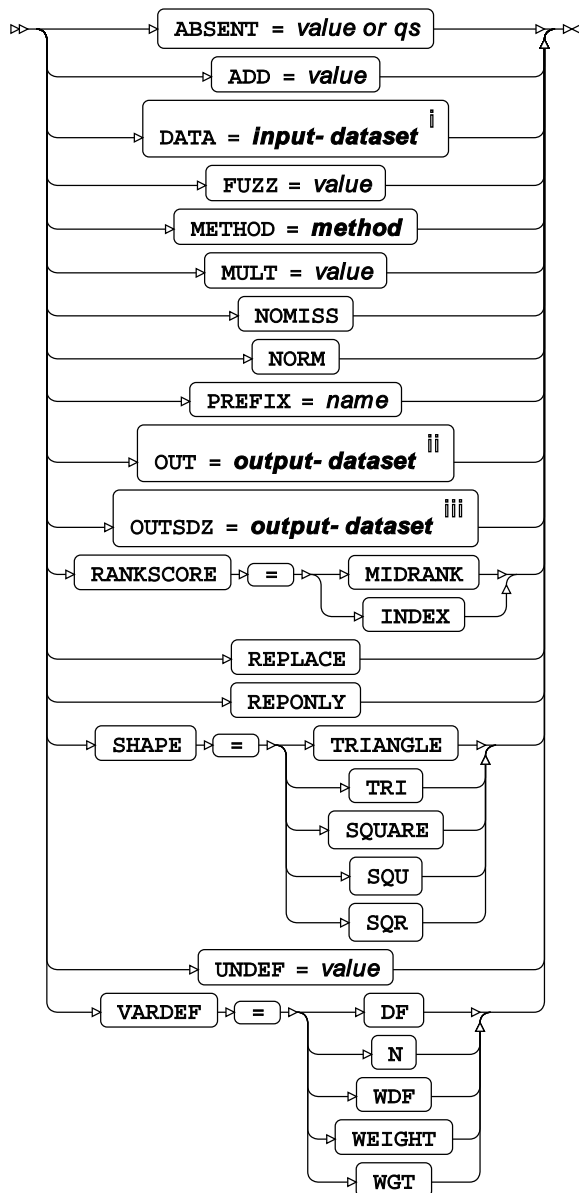 ABSENT = value or qs
ADD = value
DATA = input- dataset i
FUZZ = value
METHOD = method
MULT = value
NOMISS
NORM
PREFIX = name
OUT = output- dataset ii
OUTSDZ = output- dataset iii
RANKSCORE = MIDRANK
INDEX
REPLACE
REPONLY
SHAPE = TRIANGLE
TRI
SQUARE
SQU
SQR
UNDEF = value
VARDEF = DF
N
WDF
WEIGHT
WGT